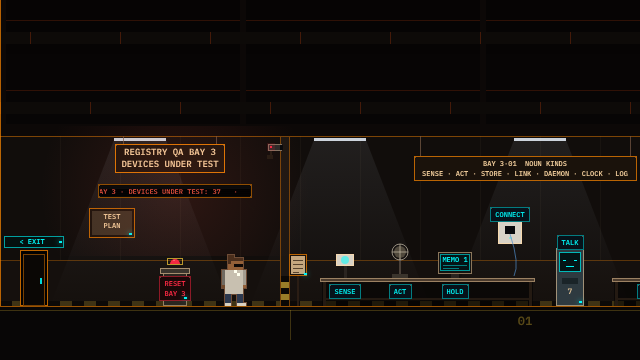 REGISTRY QA BAY 3
DEVICES UNDER TEST
AY 3 · DEVICES UNDER TEST: 37 ·
TEST
PLAN
< EXIT
RESET
BAY 3
BAY 3-01 NOUN KINDS
SENSE · ACT · STORE · LINK · DAEMON · CLOCK · LOG
CONNECT
TALK
MEMO 1
SENSE
ACT
HOLD
7
01